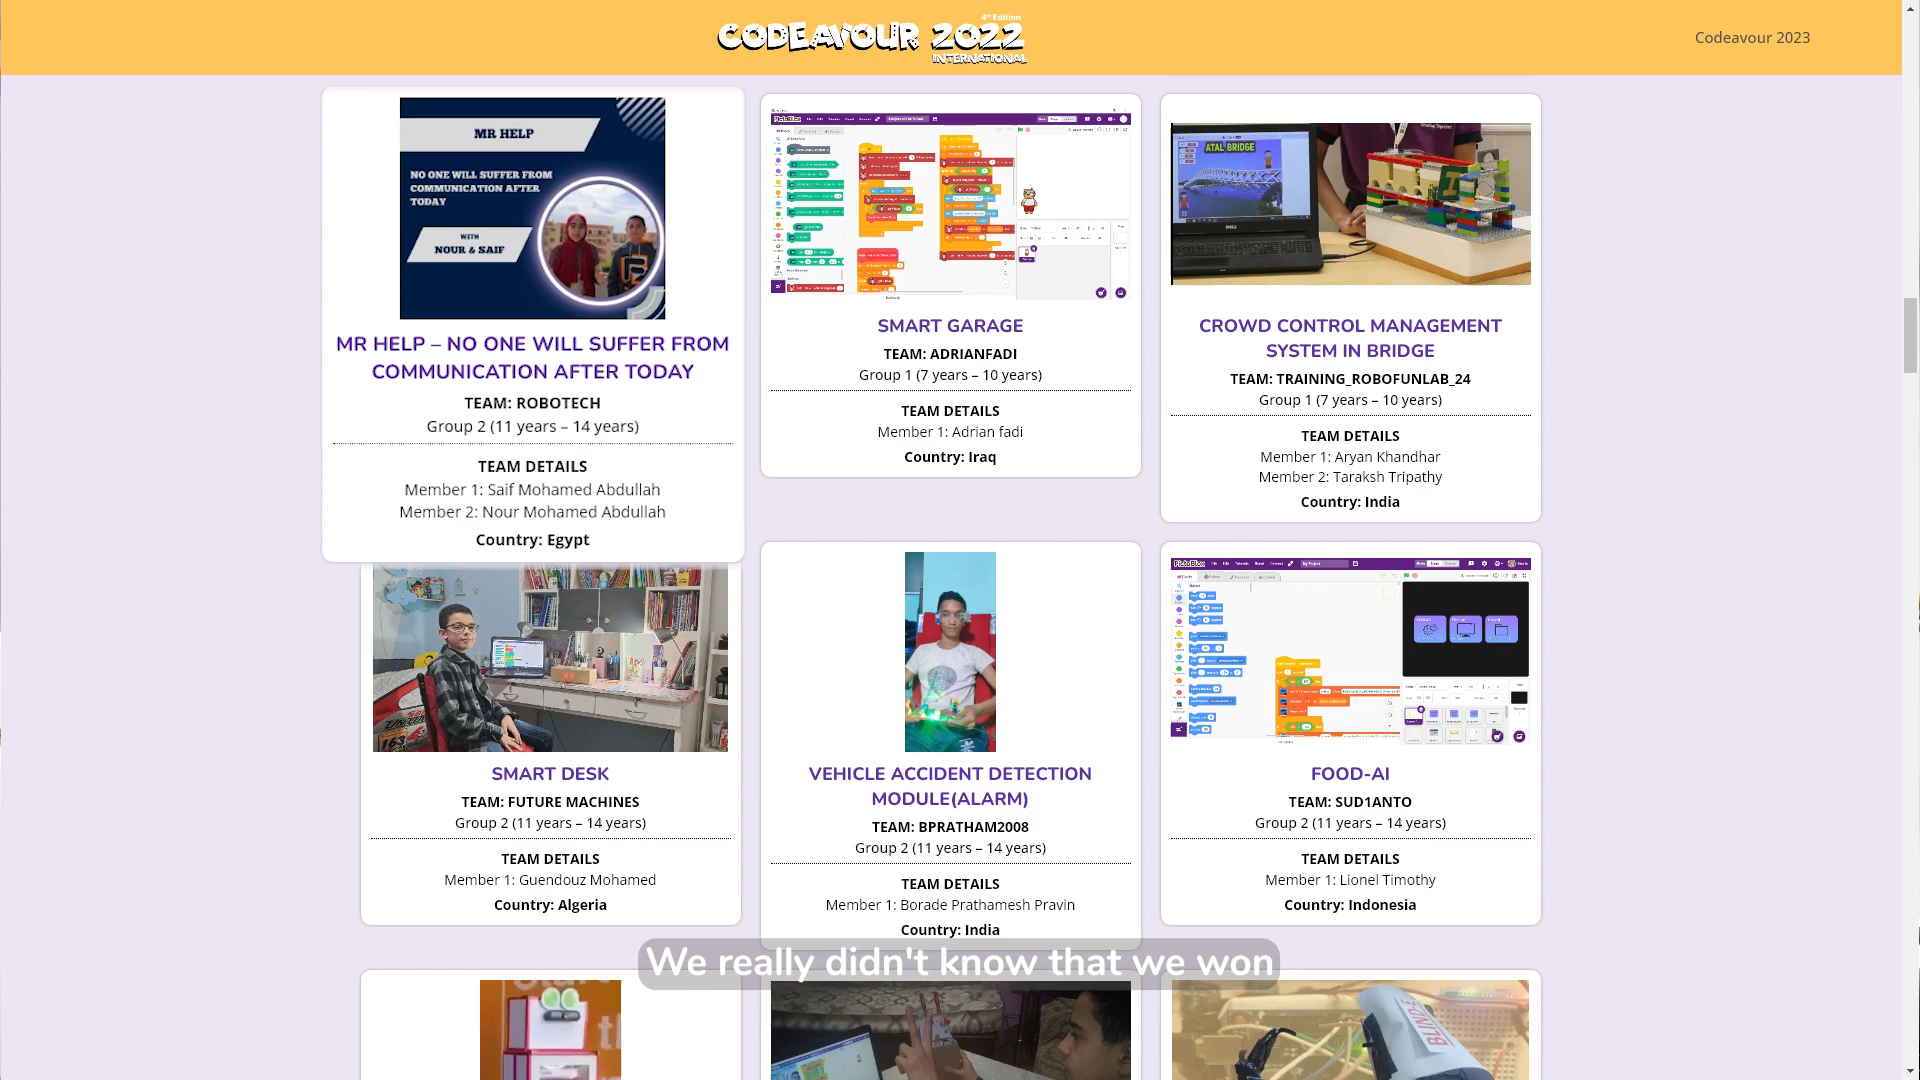 4th Edition
CODEAVOUR 2022
INTERNATIONAL
Codeavour 2023
MR HELP
NO ONE WILL SUFFER FROM
COMMUNICATION AFTER
TODAY
WITH
NOUR & SAIF
MR HELP – NO ONE WILL SUFFER FROM
COMMUNICATION AFTER TODAY
TEAM: ROBOTECH
Group 2 (11 years – 14 years)
TEAM DETAILS
Member 1: Saif Mohamed Abdullah
Member 2: Nour Mohamed Abdullah
Country: Egypt
PictoBlox
SMART GARAGE
TEAM: ADRIANFADI
Group 1 (7 years – 10 years)
TEAM DETAILS
Member 1: Adrian fadi
Country: Iraq
ATAL BRIDGE
DELL
CROWD CONTROL MANAGEMENT
SYSTEM IN BRIDGE
TEAM: TRAINING_ROBOFUNLAB_24
Group 1 (7 years – 10 years)
TEAM DETAILS
Member 1: Aryan Khandhar
Member 2: Taraksh Tripathy
Country: India
163
SMART DESK
TEAM: FUTURE MACHINES
Group 2 (11 years – 14 years)
TEAM DETAILS
Member 1: Guendouz Mohamed
Country: Algeria
VEHICLE ACCIDENT DETECTION
MODULE(ALARM)
TEAM: BPRATHAM2008
Group 2 (11 years – 14 years)
TEAM DETAILS
Member 1: Borade Prathamesh Pravin
Country: India
PictoBlox
FOOD-AI
TEAM: SUD1ANTO
Group 2 (11 years – 14 years)
TEAM DETAILS
Member 1: Lionel Timothy
Country: Indonesia
We really didn't know that we won